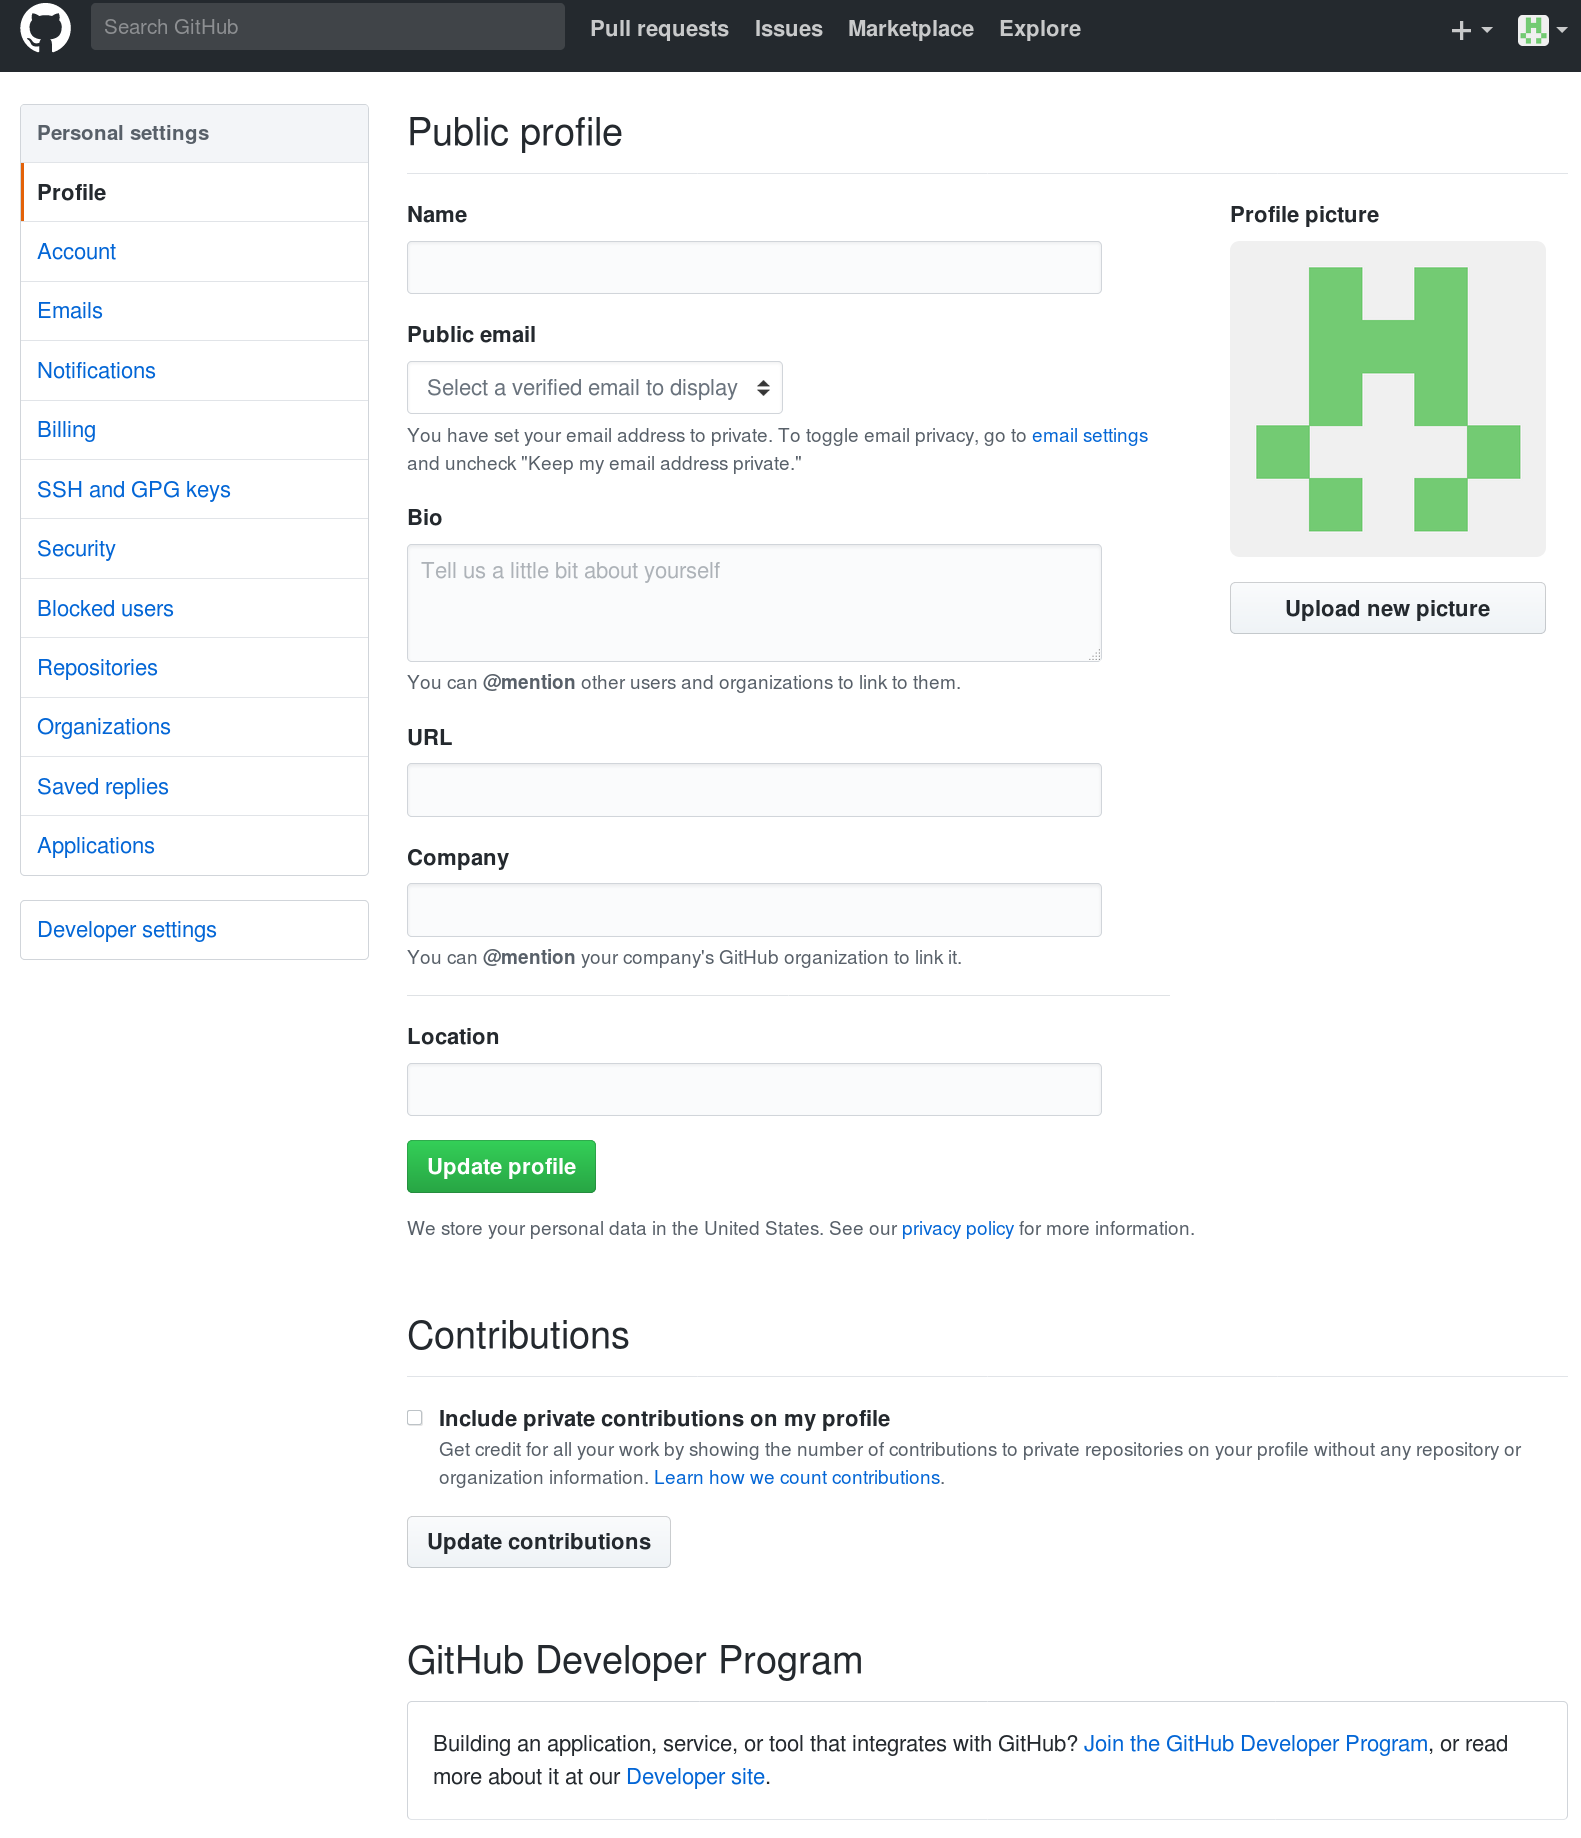 Search GitHub
Pull requests Issues Marketplace Explore
Personal settings
Profile
Account
Emails
Notifications
Billing
SSH and GPG keys
Security
Blocked users
Repositories
Organizations
Saved replies
Applications
Developer settings
Public profile
Name
Public email
Select a verified email to display
You have set your email address to private. To toggle email privacy, go to email settings
and uncheck "Keep my email address private."
Bio
Tell us a little bit about yourself
You can @mention other users and organizations to link to them.
URL
Company
You can @mention your company's GitHub organization to link it.
Location
Update profile
We store your personal data in the United States. See our privacy policy for more information.
Profile picture
Upload new picture
Contributions
Include private contributions on my profile
Get credit for all your work by showing the number of contributions to private repositories on your profile without any repository or
organization information. Learn how we count contributions.
Update contributions
GitHub Developer Program
Building an application, service, or tool that integrates with GitHub? Join the GitHub Developer Program, or read
more about it at our Developer site.